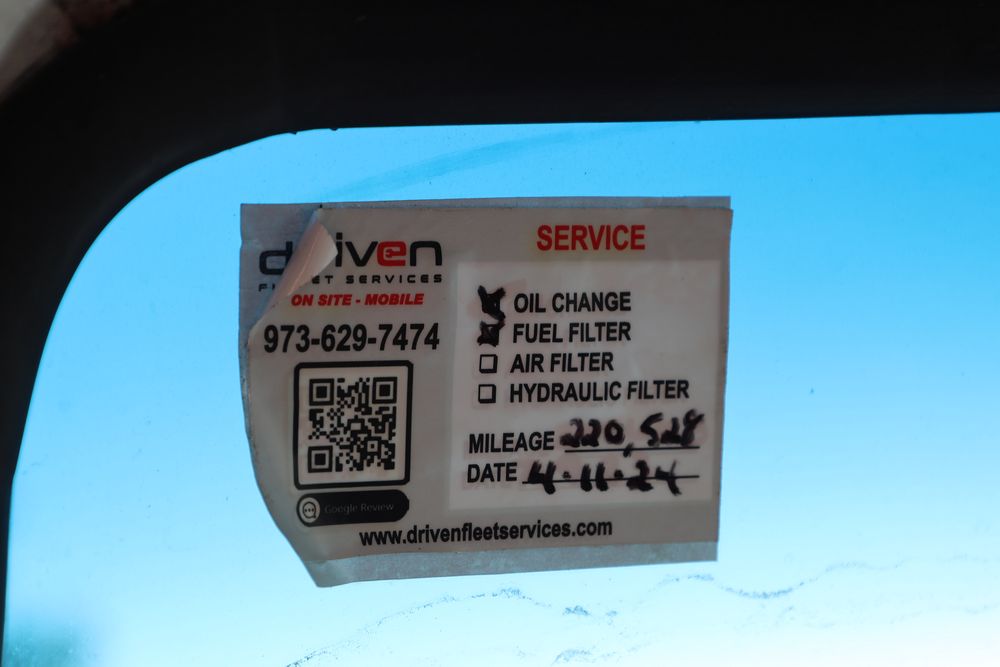 driven
FLEET SERVICES
ON SITE - MOBILE
973-629-7474
Google Review
SERVICE
OIL CHANGE
FUEL FILTER
AIR FILTER
HYDRAULIC FILTER
MILEAGE 220,528
DATE 4-11-24
www.drivenfleetservices.com